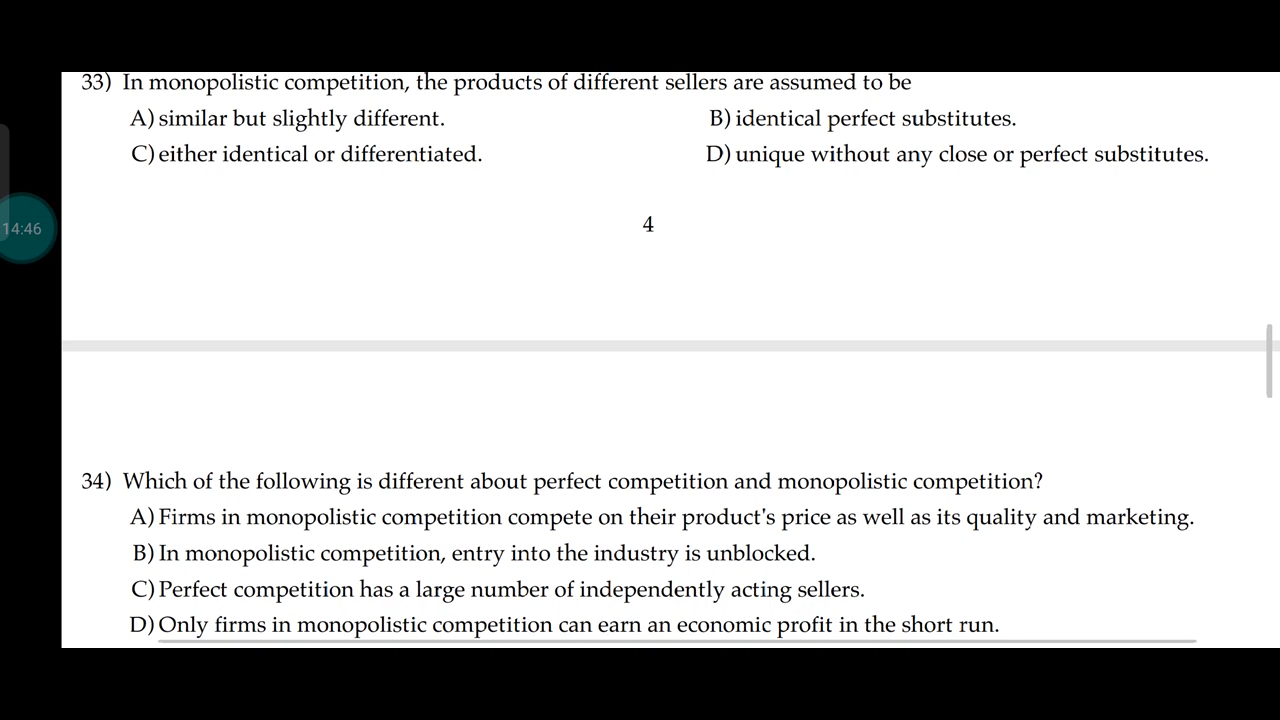 33) In monopolistic competition, the products of different sellers are assumed to be
A) similar but slightly different. B) identical perfect substitutes.
C) either identical or differentiated. D) unique without any close or perfect substitutes.
14:46
4
34) Which of the following is different about perfect competition and monopolistic competition?
A) Firms in monopolistic competition compete on their product's price as well as its quality and marketing.
B) In monopolistic competition, entry into the industry is unblocked.
C) Perfect competition has a large number of independently acting sellers.
D) Only firms in monopolistic competition can earn an economic profit in the short run.